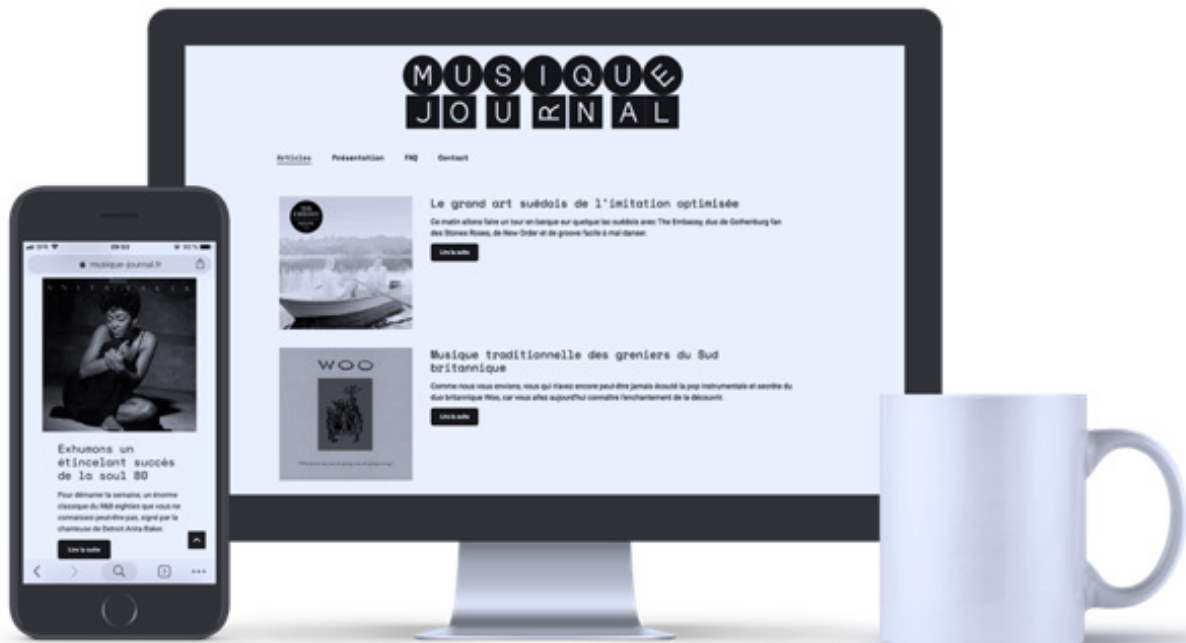 MUSIQUE
JOURNAL
Articles Présentation FAQ Contact
Le grand art suédois de l'imitation optimisée
Ce matin allons faire un tour en barque sur quelque lac suédois avec The Embassy, duo de Gothenburg fan
des Stones Roses, de New Order et de groove facile à mal danser.
Lire la suite
WOO
Musique traditionnelle des greniers du Sud
britannique
Comme nous vous envions, vous qui n'avez encore peut-être jamais écouté la pop instrumentale et secrète du
duo britannique Woo, car vous allez aujourd'hui connaître l'enchantement de la découvrir.
Lire la suite
SFR 09:53
musique-journal.fr
ANITA BAKER
Exhumons un
étincelant succès
de la soul 80
Pour démarrer la semaine, un énorme
classique du R&B eighties que vous ne
connaissez peut-être pas, signé par la
chanteuse de Detroit Anita Baker.
Lire la suite